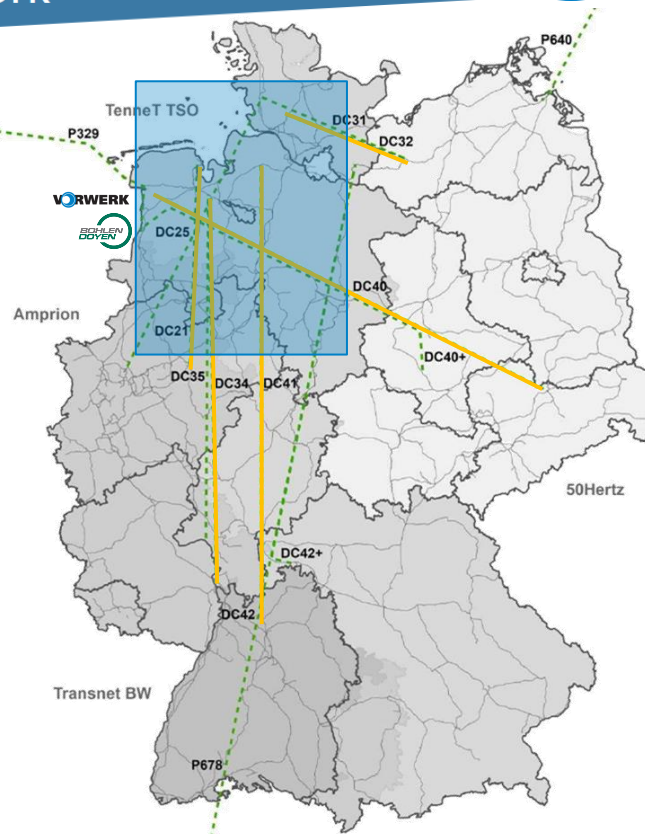 P640
TenneT TSO
DC31
P329
DC32
VORWERK
BOHLEN
DOYEN
DC25
DC40
Amprion
DC21
DC40+
DC35
DC34
DC41
50Hertz
DC42+
DC42
Transnet BW
P678